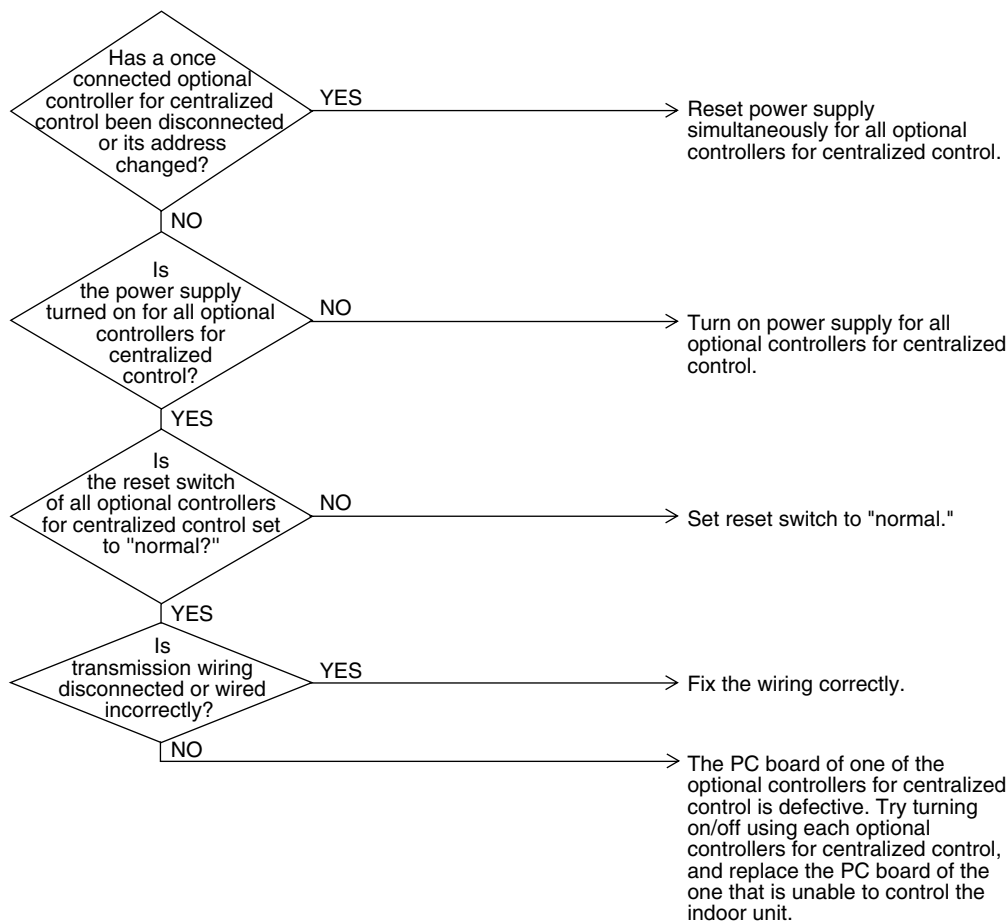 Has a once
connected optional
controller for centralized
control been disconnected
or its address
changed?
YES
Reset power supply
simultaneously for all optional
controllers for centralized control.
NO
Is
the power supply
turned on for all optional
controllers for
centralized
control?
NO
Turn on power supply for all
optional controllers for centralized
control.
YES
Is
the reset switch
of all optional controllers
for centralized control set
to "normal?"
NO
Set reset switch to "normal."
YES
Is
transmission wiring
disconnected or wired
incorrectly?
YES
Fix the wiring correctly.
NO
The PC board of one of the
optional controllers for centralized
control is defective. Try turning
on/off using each optional
controllers for centralized control,
and replace the PC board of the
one that is unable to control the
indoor unit.